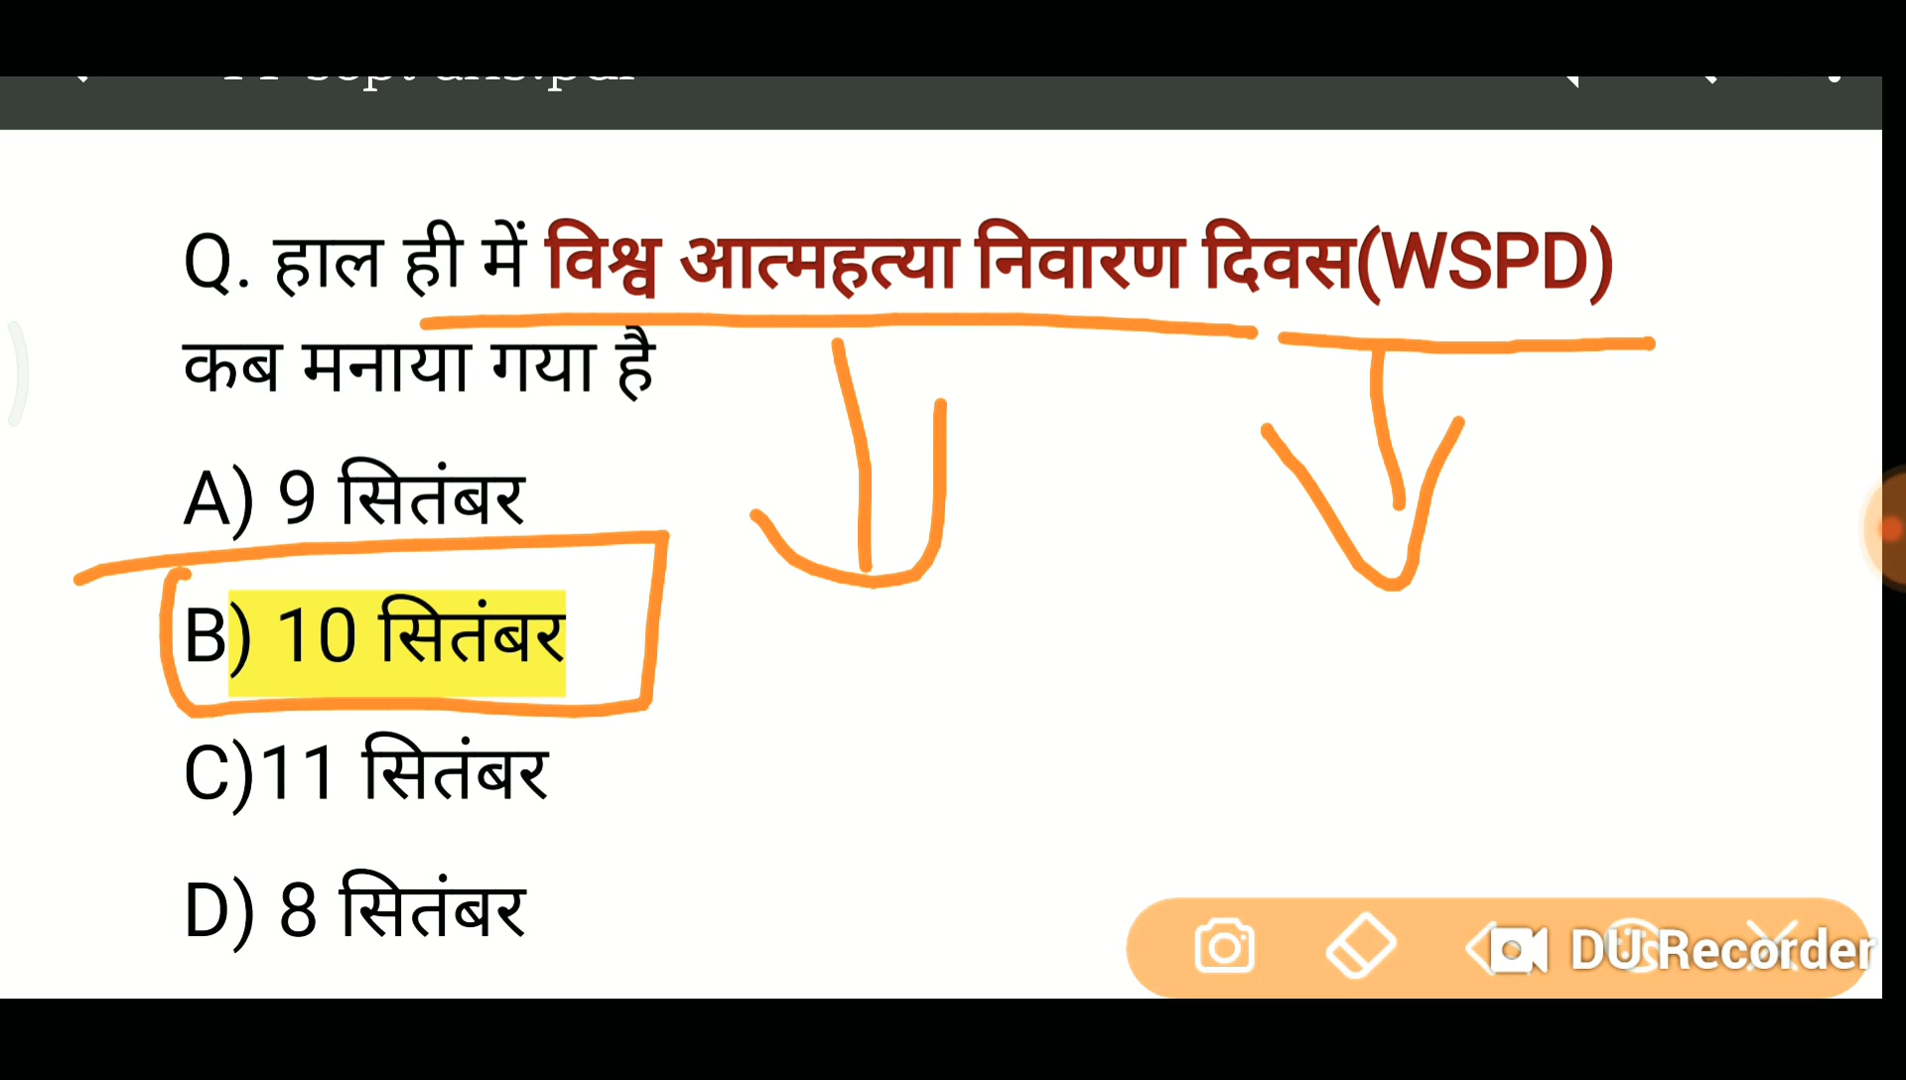 Q. हाल ही में विश्व आत्महत्या निवारण दिवस(WSPD)
कब मनाया गया है
A) 9 सितंबर
B) 10 सितंबर
C)11 सितंबर
D) 8 सितंबर
DU Recorder